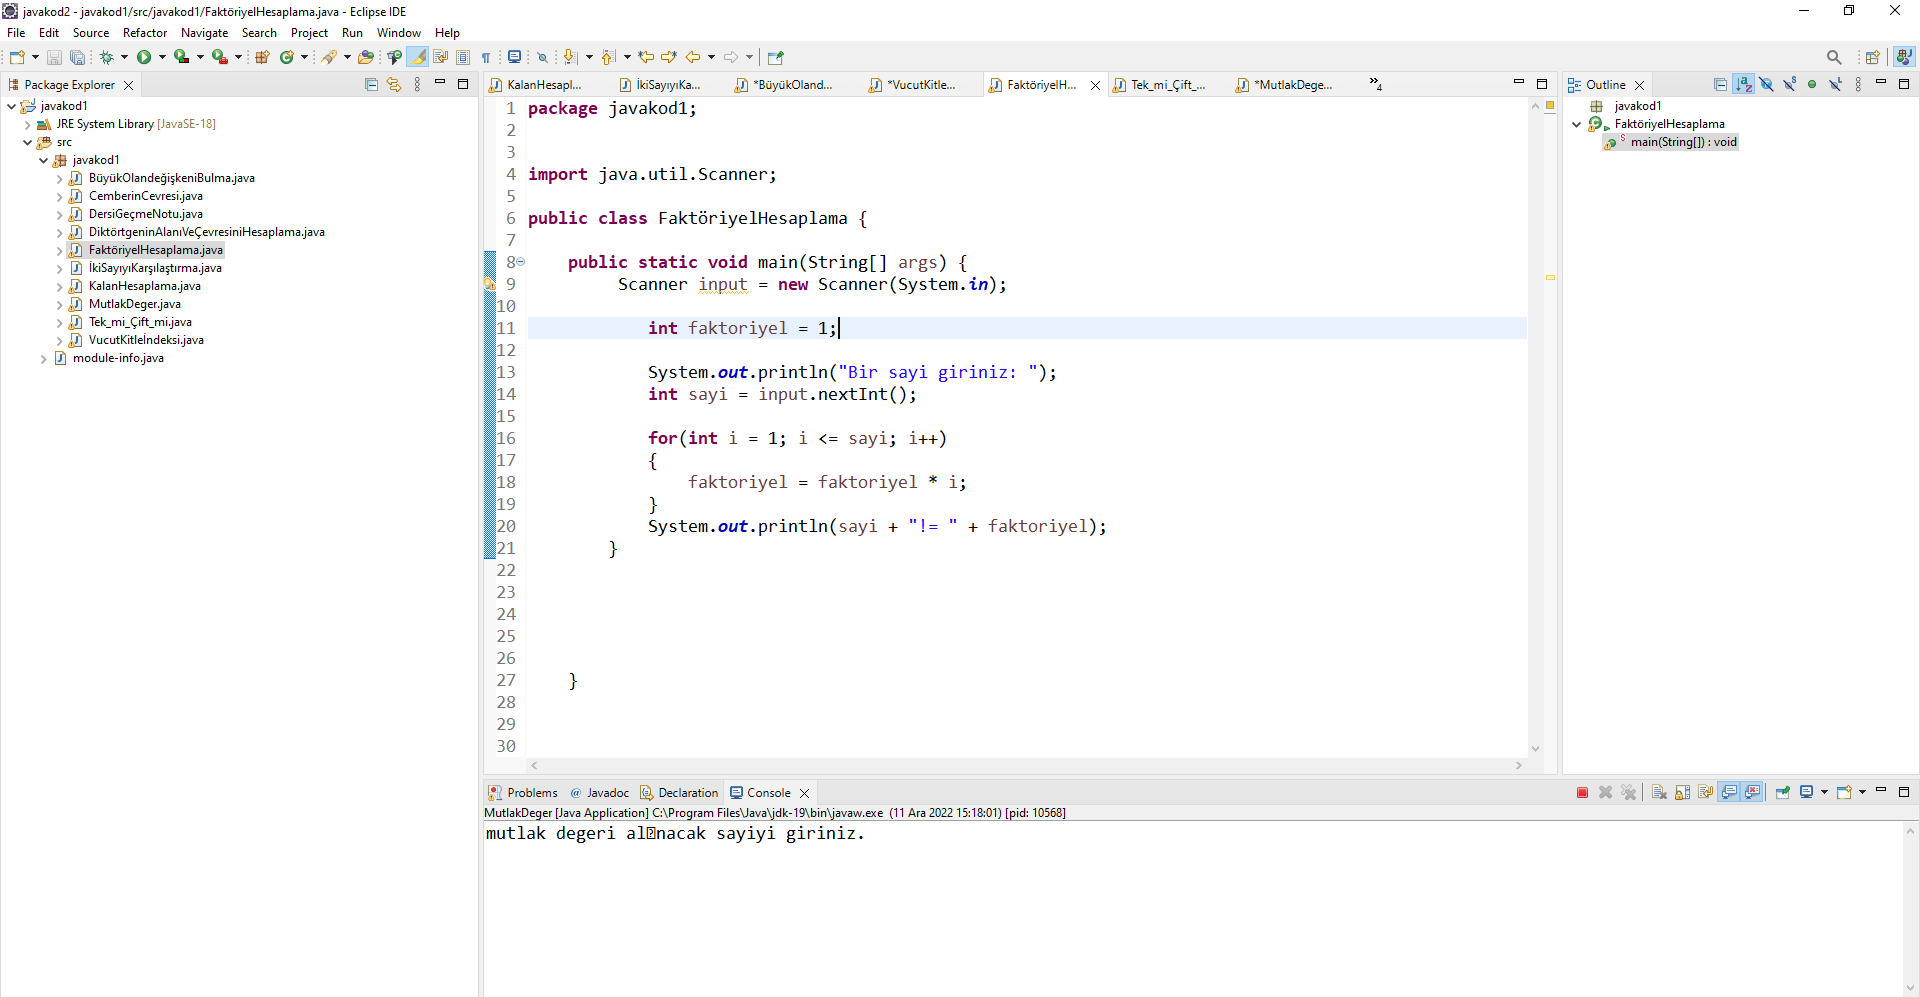 javakod2 - javakod1/src/javakod1/FaktöriyelHesaplama.java - Eclipse IDE
File Edit Source Refactor Navigate Search Project Run Window Help
Package Explorer
javakod1
JRE System Library [JavaSE-18]
src
javakod1
BüyükOlandeğişkeniBulma.java
CemberinCevresi.java
DersiGeçmeNotu.java
DiktörtgeninAlanıVeÇevresiniHesaplama.java
FaktöriyelHesaplama.java
İkiSayıyıKarşılaştırma.java
KalanHesaplama.java
MutlakDeger.java
Tek_mi_Çift_mi.java
VucutKitleİndeksi.java
module-info.java
KalanHesapl... İkiSayıyıKa... *BüyükOland... *VucutKitle... FaktöriyelH... Tek_mi_Çift_... *MutlakDege... »4
1 package javakod1;
2
3
4 import java.util.Scanner;
5
6 public class FaktöriyelHesaplama {
7
8 public static void main(String[] args) {
9 Scanner input = new Scanner(System.in);
10
11 int faktoriyel = 1;
12
13 System.out.println("Bir sayi giriniz: ");
14 int sayi = input.nextInt();
15
16 for(int i = 1; i <= sayi; i++)
17 {
18 faktoriyel = faktoriyel * i;
19 }
20 System.out.println(sayi + "!= " + faktoriyel);
21 }
22
23
24
25
26
27 }
28
29
30
Outline
javakod1
FaktöriyelHesaplama
main(String[]) : void
Problems Javadoc Declaration Console
MutlakDeger [Java Application] C:\Program Files\Java\jdk-19\bin\javaw.exe (11 Ara 2022 15:18:01) [pid: 10568]
mutlak degeri al�nacak sayiyi giriniz.